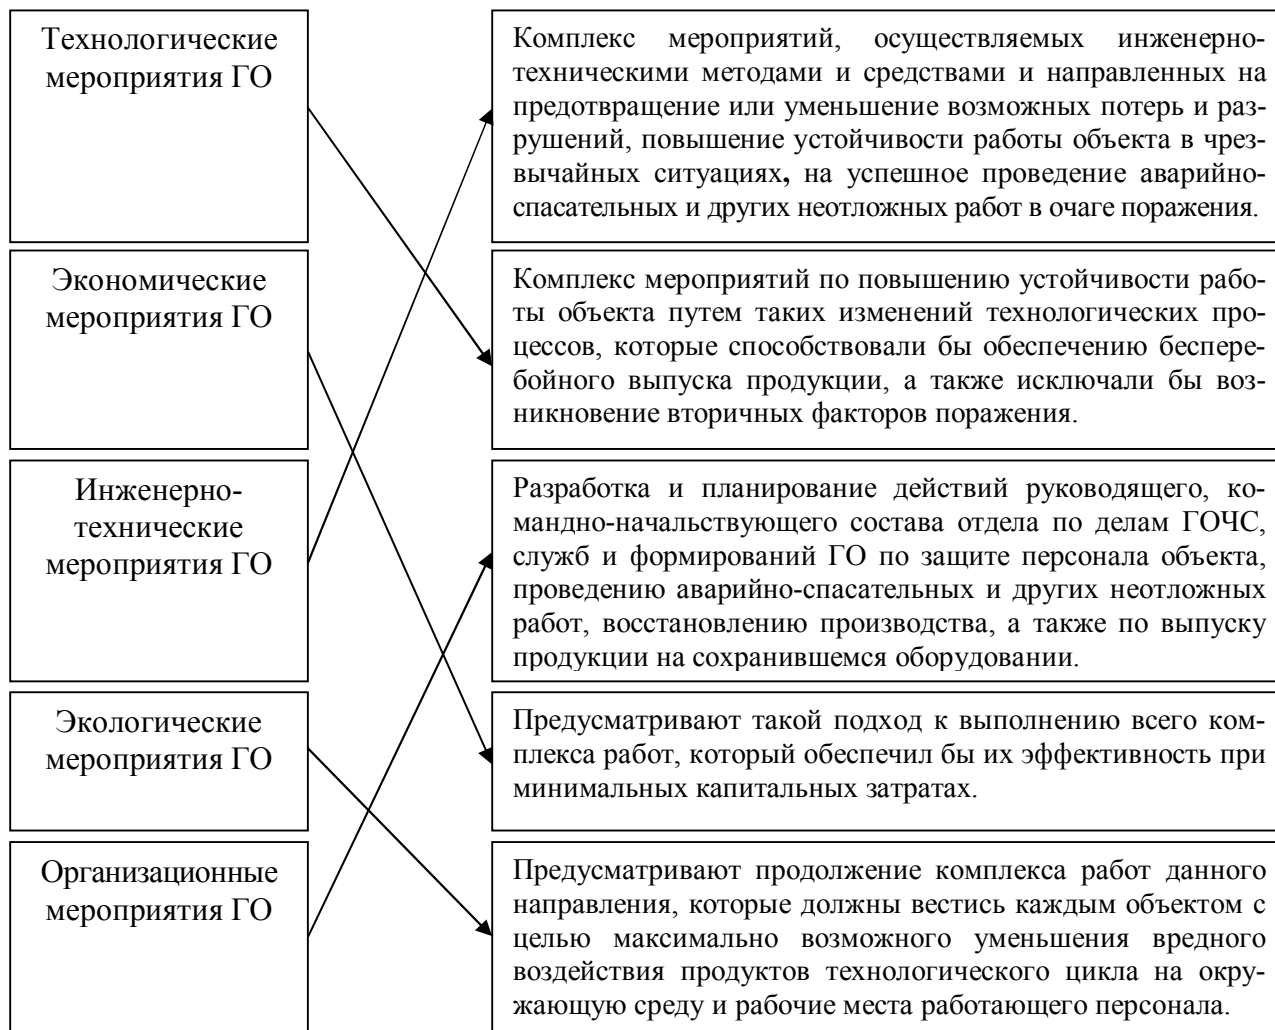 Технологические
мероприятия ГО
Комплекс мероприятий, осуществляемых инженерно-
техническими методами и средствами и направленных на
предотвращение или уменьшение возможных потерь и раз-
рушений, повышение устойчивости работы объекта в чрез-
вычайных ситуациях, на успешное проведение аварийно-
спасательных и других неотложных работ в очаге поражения.
Экономические
мероприятия ГО
Комплекс мероприятий по повышению устойчивости рабо-
ты объекта путем таких изменений технологических про-
цессов, которые способствовали бы обеспечению беспере-
бойного выпуска продукции, а также исключали бы воз-
никновение вторичных факторов поражения.
Инженерно-
технические
мероприятия ГО
Разработка и планирование действий руководящего, ко-
мандно-начальствующего состава отдела по делам ГОЧС,
служб и формирований ГО по защите персонала объекта,
проведению аварийно-спасательных и других неотложных
работ, восстановлению производства, а также по выпуску
продукции на сохранившемся оборудовании.
Экологические
мероприятия ГО
Предусматривают такой подход к выполнению всего ком-
плекса работ, который обеспечил бы их эффективность при
минимальных капитальных затратах.
Организационные
мероприятия ГО
Предусматривают продолжение комплекса работ данного
направления, которые должны вестись каждым объектом с
целью максимально возможного уменьшения вредного
воздействия продуктов технологического цикла на окру-
жающую среду и рабочие места работающего персонала.